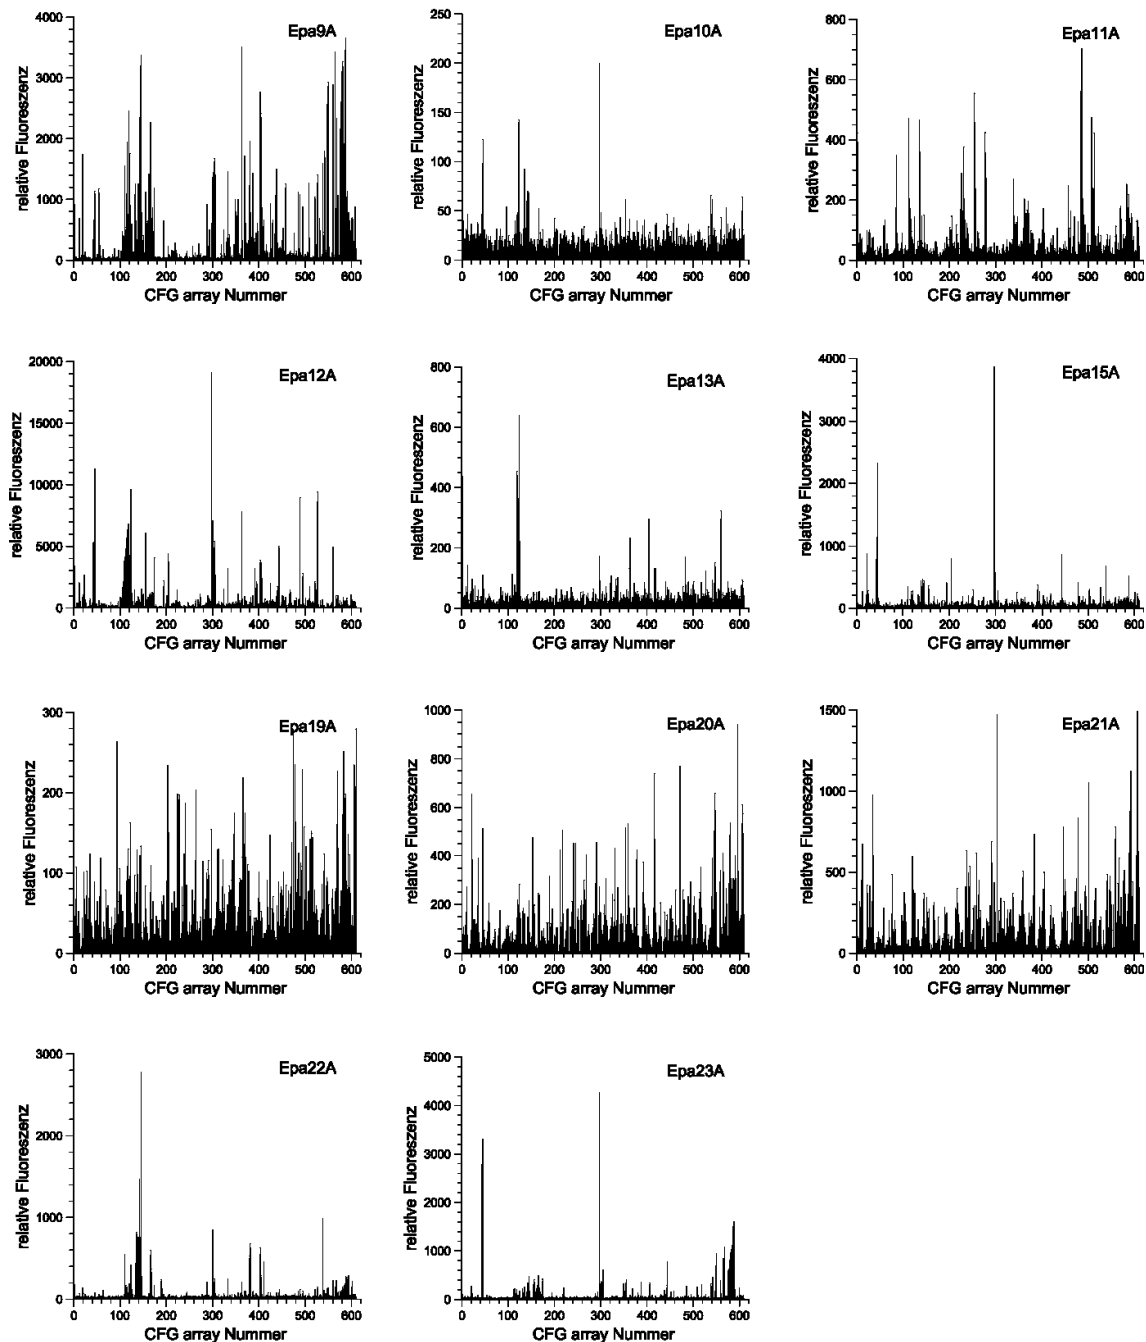 Epa9A
relative Fluoreszenz
4000
3000
2000
1000
0
0 100 200 300 400 500 600
CFG array Nummer
Epa10A
relative Fluoreszenz
250
200
150
100
50
0
0 100 200 300 400 500 600
CFG array Nummer
Epa11A
relative Fluoreszenz
800
600
400
200
0
0 100 200 300 400 500 600
CFG array Nummer
Epa12A
relative Fluoreszenz
20000
15000
10000
5000
0
0 100 200 300 400 500 600
CFG array Nummer
Epa13A
relative Fluoreszenz
800
600
400
200
0
0 100 200 300 400 500 600
CFG array Nummer
Epa15A
relative Fluoreszenz
4000
3000
2000
1000
0
0 100 200 300 400 500 600
CFG array Nummer
Epa19A
relative Fluoreszenz
300
200
100
0
0 100 200 300 400 500 600
CFG array Nummer
Epa20A
relative Fluoreszenz
1000
800
600
400
200
0
0 100 200 300 400 500 600
CFG array Nummer
Epa21A
relative Fluoreszenz
1500
1000
500
0
0 100 200 300 400 500 600
CFG array Nummer
Epa22A
relative Fluoreszenz
3000
2000
1000
0
0 100 200 300 400 500 600
CFG array Nummer
Epa23A
relative Fluoreszenz
5000
4000
3000
2000
1000
0
0 100 200 300 400 500 600
CFG array Nummer